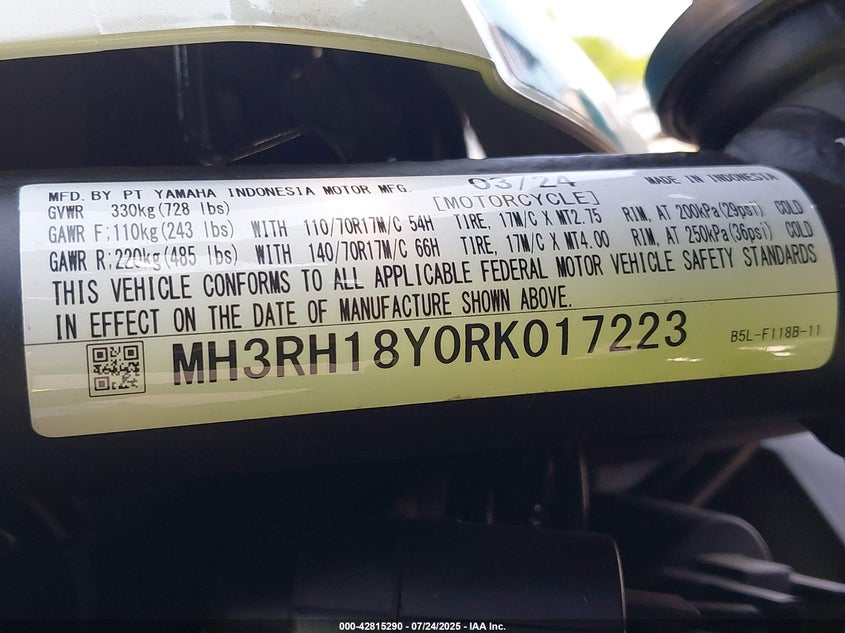 MFD. BY PT YAMAHA INDONESIA MOTOR MFG. 03/24 MADE IN INDONESIA
GVWR 330kg(728 lbs) [MOTORCYCLE]
GAWR F:110kg(243 lbs) WITH 110/70R17M/C 54H TIRE, 17M/C X MT2.75 RIM, AT 200kPa(29psi) COLD
GAWR R:220kg(485 lbs) WITH 140/70R17M/C 66H TIRE, 17M/C X MT4.00 RIM, AT 250kPa(36psi) COLD
THIS VEHICLE CONFORMS TO ALL APPLICABLE FEDERAL MOTOR VEHICLE SAFETY STANDARDS
IN EFFECT ON THE DATE OF MANUFACTURE SHOWN ABOVE.
MH3RH18Y0RK017223 B5L-F118B-11
000-42815290 - 07/24/2025 - IAA Inc.